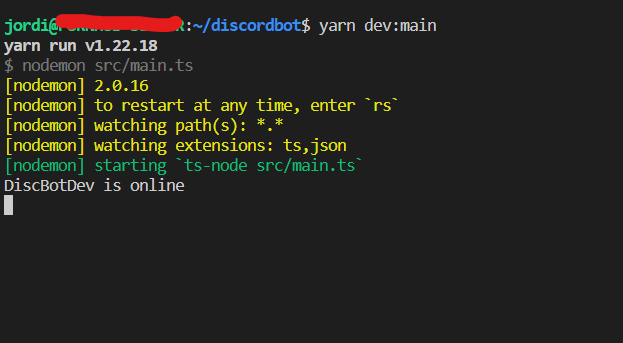 jordi@ R:~/discordbot$ yarn dev:main
yarn run v1.22.18
$ nodemon src/main.ts
[nodemon] 2.0.16
[nodemon] to restart at any time, enter `rs`
[nodemon] watching path(s): *.*
[nodemon] watching extensions: ts,json
[nodemon] starting `ts-node src/main.ts`
DiscBotDev is online